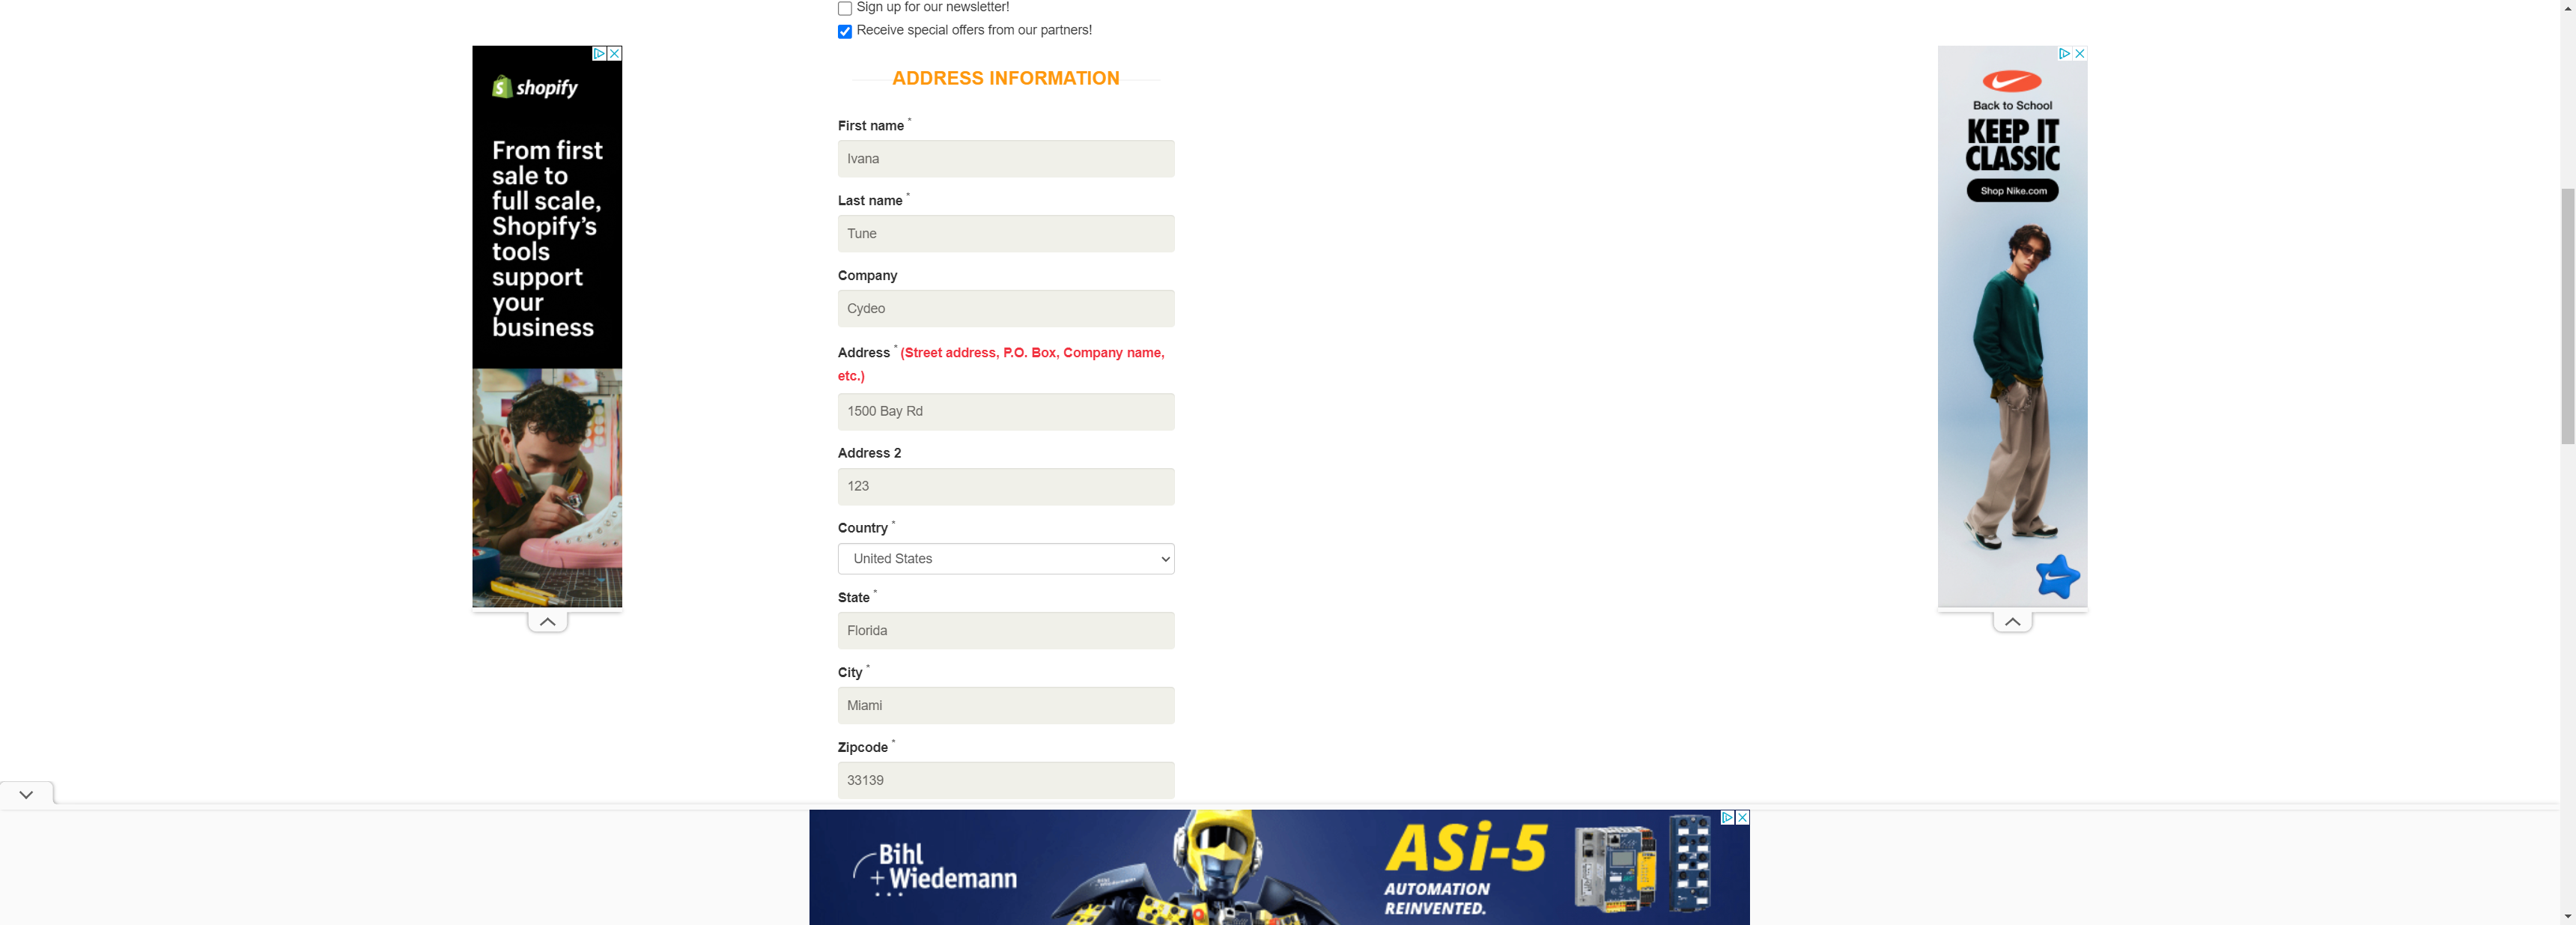 Sign up for our newsletter!
Receive special offers from our partners!
ADDRESS INFORMATION
First name *
Ivana
Last name *
Tune
Company
Cydeo
Address * (Street address, P.O. Box, Company name,
etc.)
1500 Bay Rd
Address 2
123
Country *
United States
State *
Florida
City *
Miami
Zipcode *
33139
shopify
From first
sale to
full scale,
Shopify's
tools
support
your
business
Back to School
KEEP IT
CLASSIC
Shop Nike.com
Bihl
+Wiedemann
ASi-5
AUTOMATION
REINVENTED.